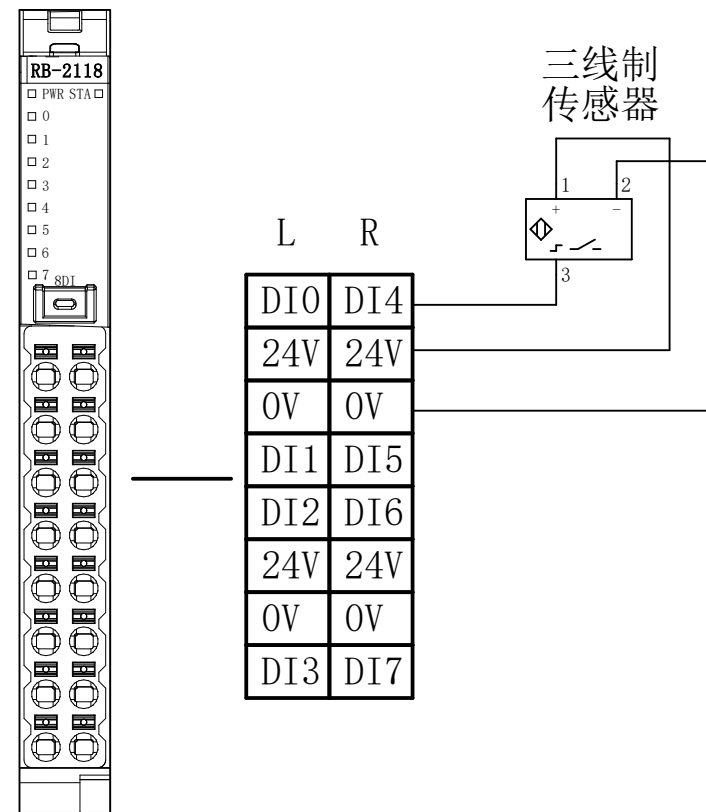 RB-2118
PWR STA
0
1
2
3
4
5
6
7 8DI
三线制
传感器
1 2
+ -
3
L R
DI0 DI4
24V 24V
0V 0V
DI1 DI5
DI2 DI6
24V 24V
0V 0V
DI3 DI7